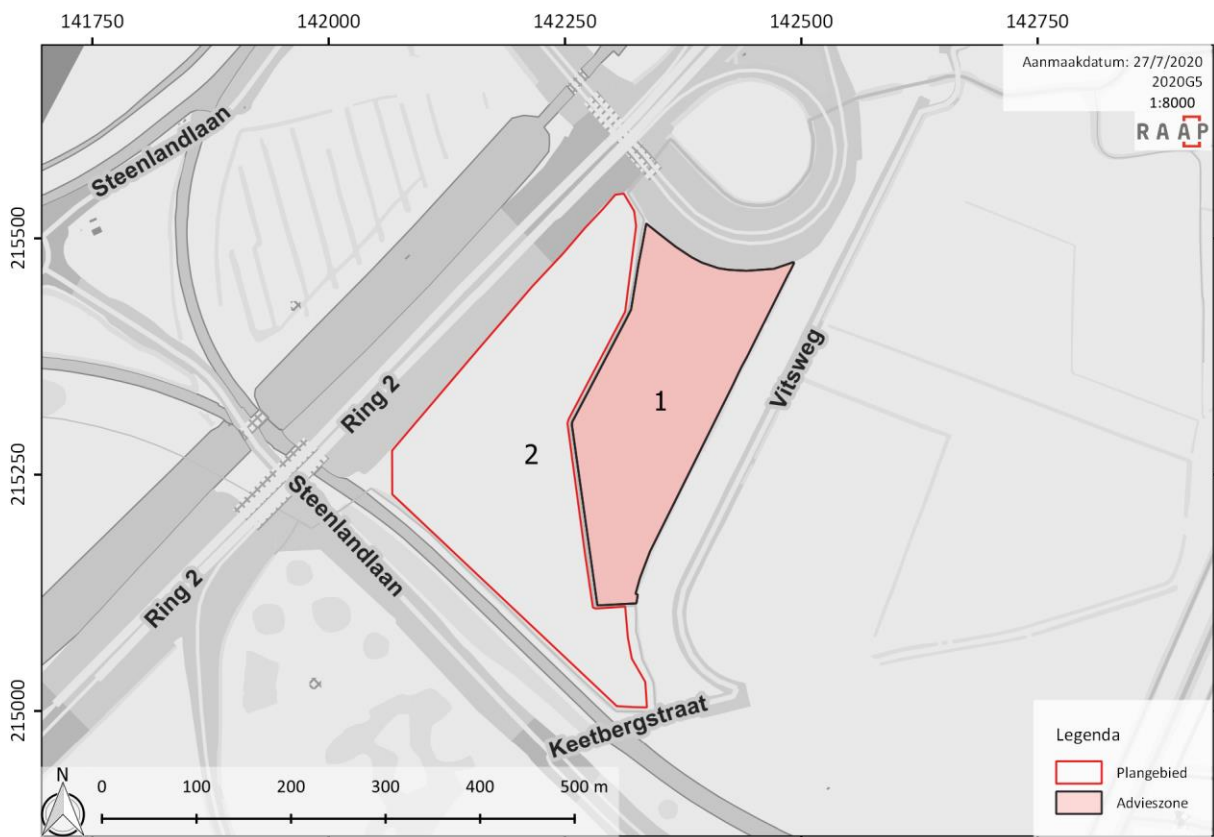 141750 142000 142250 142500 142750
Aanmaakdatum: 27/7/2020
2020G5
1:8000
RAAP
Steenlandlaan
215500
Ring 2
Vitsweg
1
2
215250
Steenlandlaan
Ring 2
Keetbergstraat
215000
Legenda
Plangebied
Advieszone
N
0 100 200 300 400 500 m